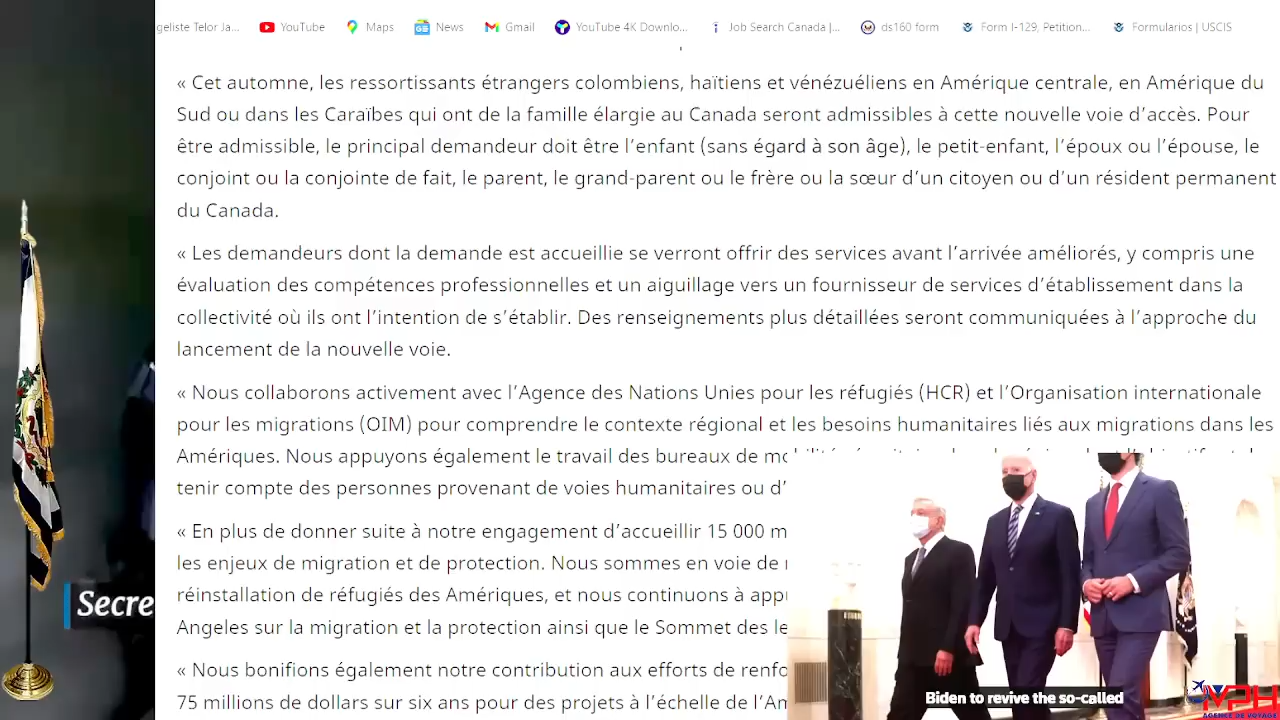 geliste Telor Ja... YouTube Maps News Gmail YouTube 4K Downlo... Job Search Canada |... ds160 form Form I-129, Petition... Formularios | USCIS
« Cet automne, les ressortissants étrangers colombiens, haïtiens et vénézuéliens en Amérique centrale, en Amérique du
Sud ou dans les Caraïbes qui ont de la famille élargie au Canada seront admissibles à cette nouvelle voie d’accès. Pour
être admissible, le principal demandeur doit être l’enfant (sans égard à son âge), le petit-enfant, l’époux ou l’épouse, le
conjoint ou la conjointe de fait, le parent, le grand-parent ou le frère ou la sœur d’un citoyen ou d’un résident permanent
du Canada.
« Les demandeurs dont la demande est accueillie se verront offrir des services avant l’arrivée améliorés, y compris une
évaluation des compétences professionnelles et un aiguillage vers un fournisseur de services d’établissement dans la
collectivité où ils ont l’intention de s’établir. Des renseignements plus détaillées seront communiquées à l’approche du
lancement de la nouvelle voie.
« Nous collaborons activement avec l’Agence des Nations Unies pour les réfugiés (HCR) et l’Organisation internationale
pour les migrations (OIM) pour comprendre le contexte régional et les besoins humanitaires liés aux migrations dans les
Amériques. Nous appuyons également le travail des bureaux de
tenir compte des personnes provenant de voies humanitaires ou d’
« En plus de donner suite à notre engagement d’accueillir 15 000 m
les enjeux de migration et de protection. Nous sommes en voie de
réinstallation de réfugiés des Amériques, et nous continuons à app
Angeles sur la migration et la protection ainsi que le Sommet des le
« Nous bonifions également notre contribution aux efforts de renfo
75 millions de dollars sur six ans pour des projets à l’échelle de l’Am
Secre
Biden to revive the so-called
MPH
AGENCE DE VOYAGE